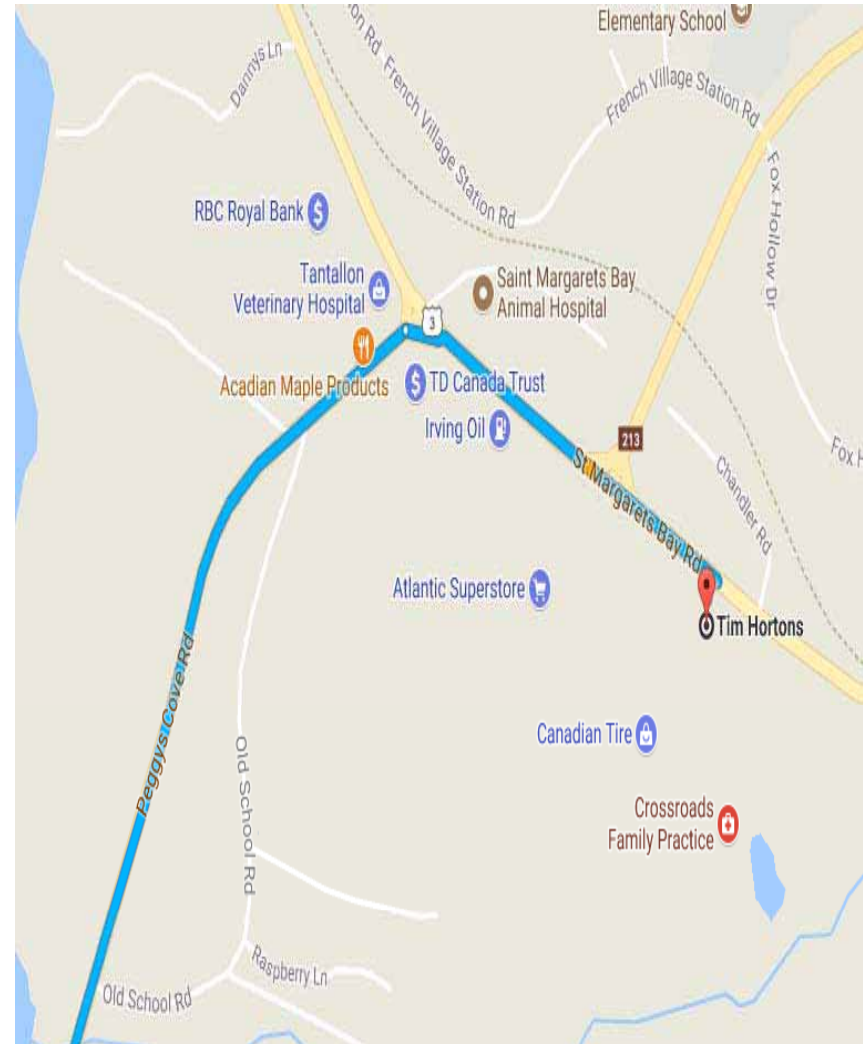 Elementary School
Dannys Ln
on Rd
French Village Station Rd
French Village Station Rd
Fox Hollow Dr
RBC Royal Bank
Tantallon
Veterinary Hospital
Saint Margarets Bay
Animal Hospital
3
Acadian Maple Products
TD Canada Trust
Irving Oil
213
Fox H
St Margarets Bay Rd
Chandler Rd
Atlantic Superstore
Tim Hortons
Peggys Cove Rd
Canadian Tire
Old School Rd
Crossroads
Family Practice
Raspberry Ln
Old School Rd